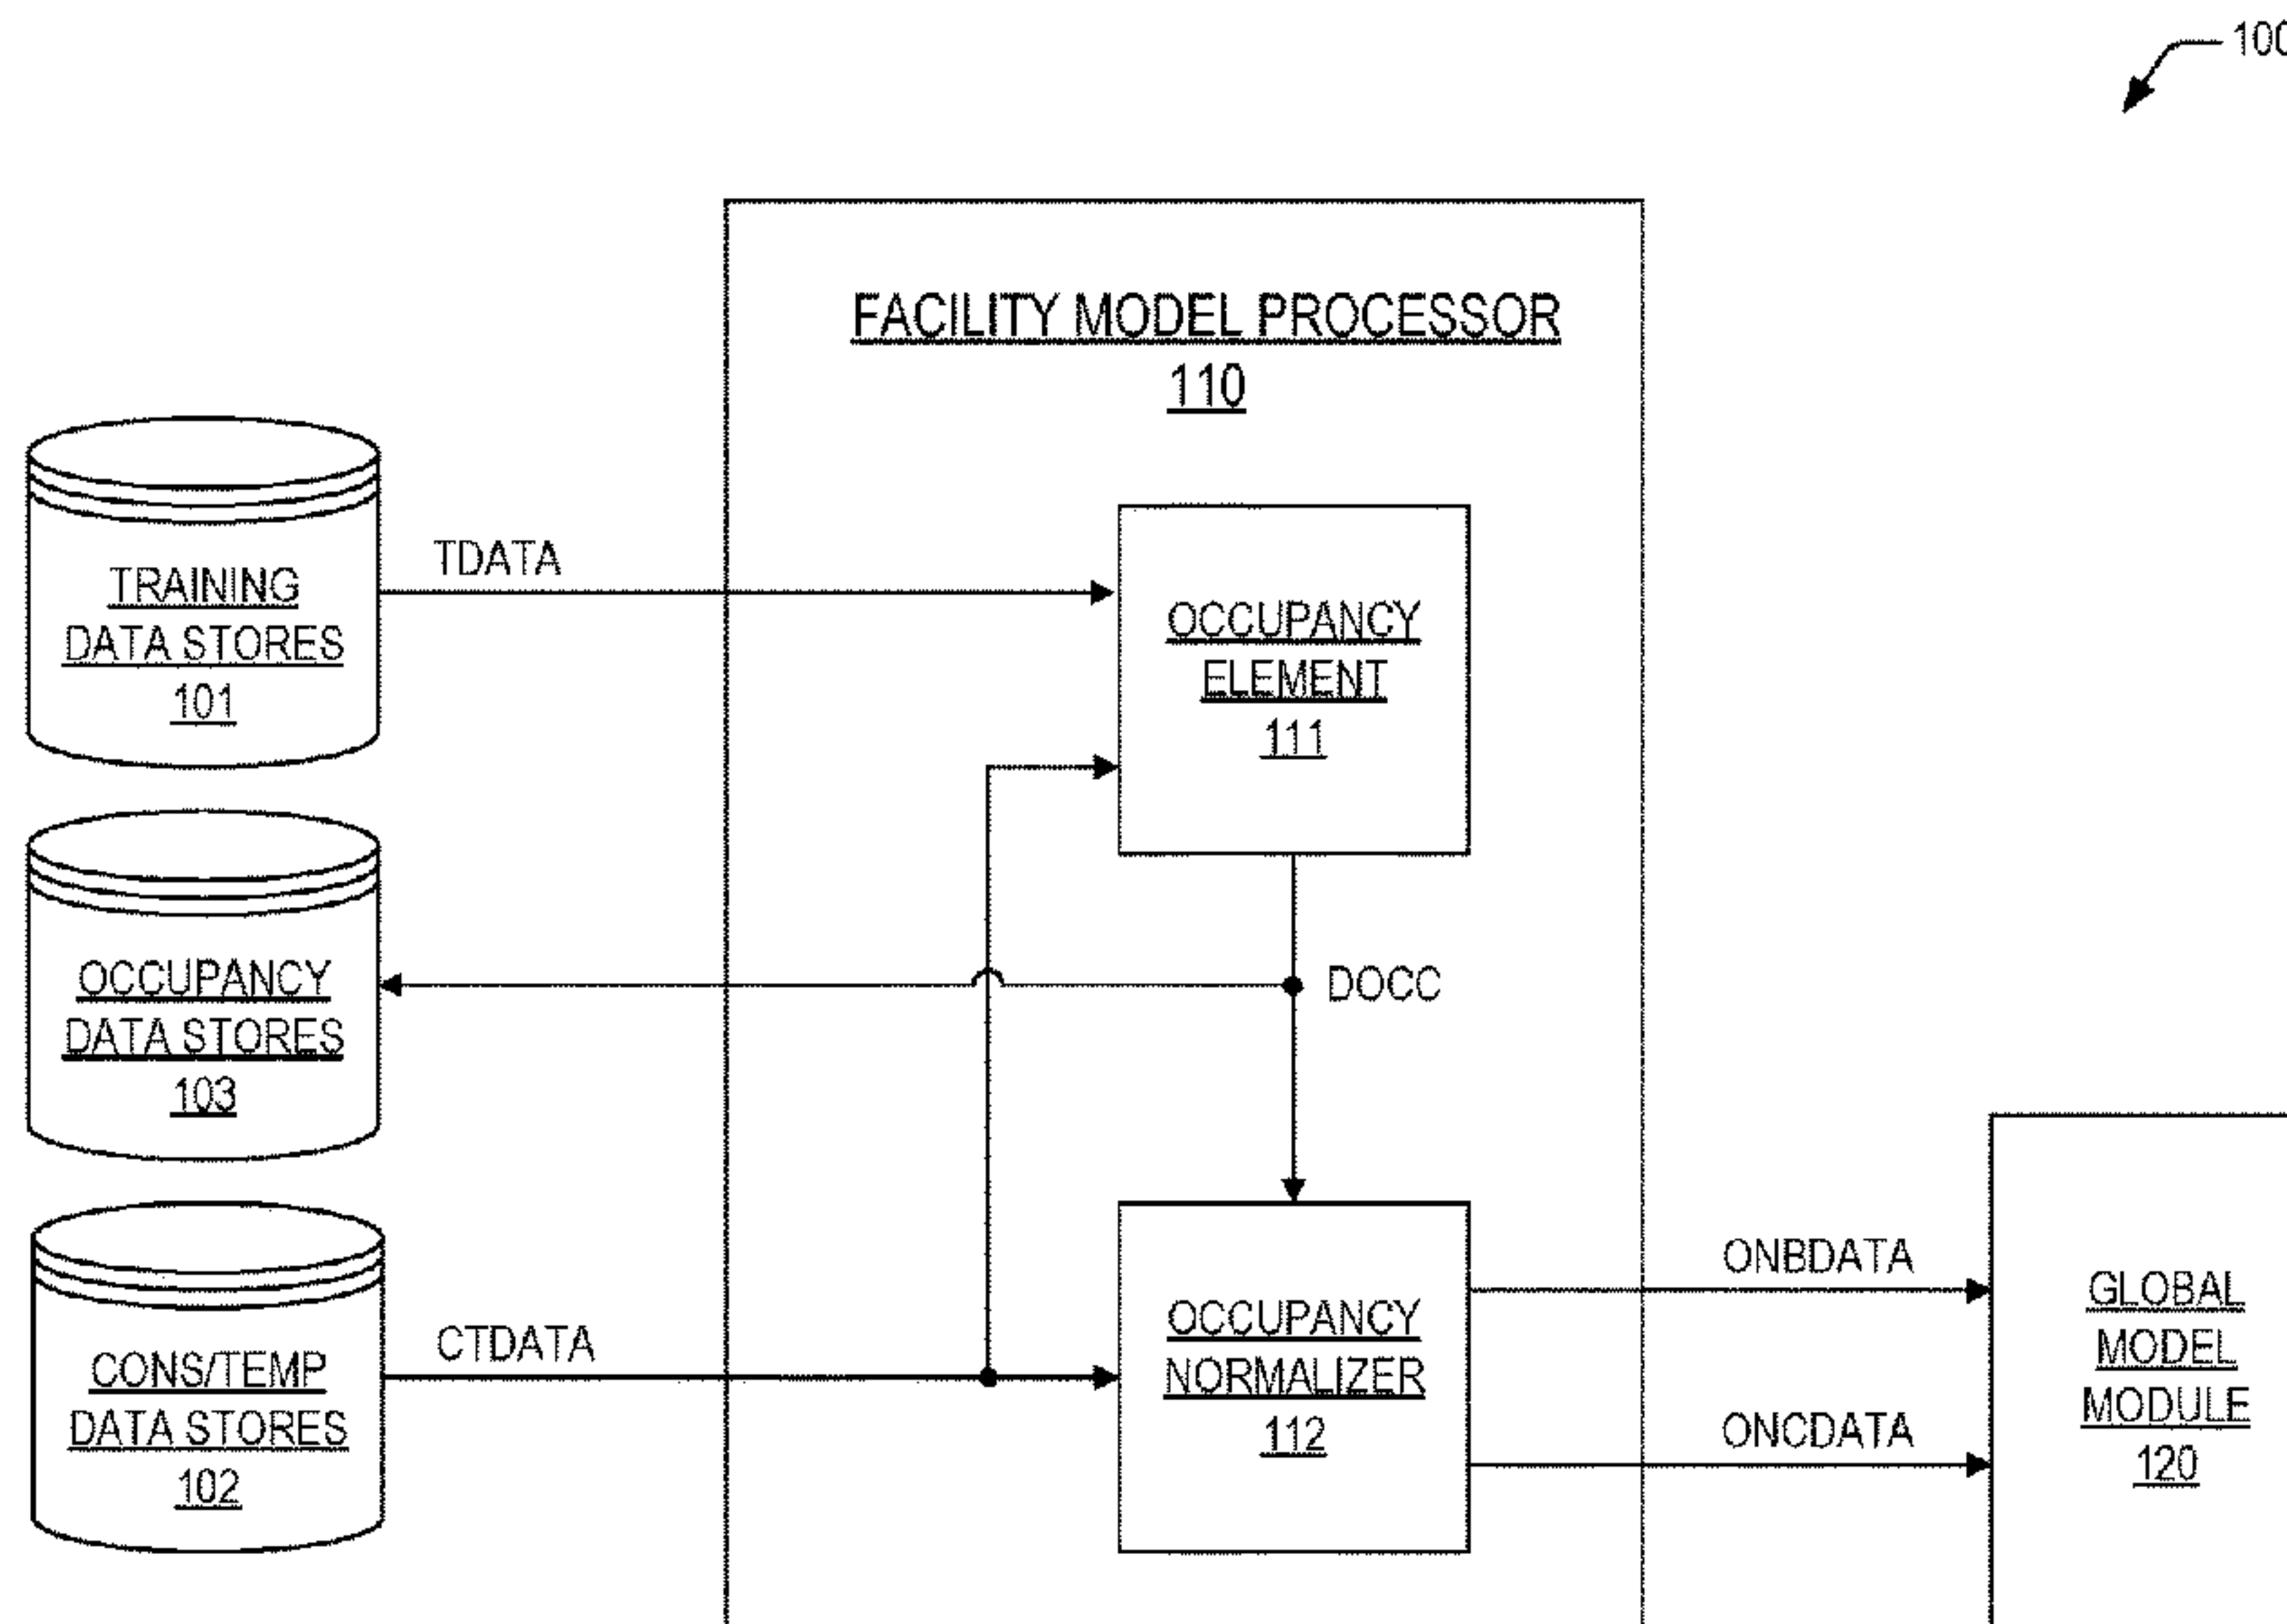 100
FACILITY MODEL PROCESSOR
110
TRAINING
DATA STORES
101
TDATA
OCCUPANCY
ELEMENT
111
OCCUPANCY
DATA STORES
103
DOCC
CONS/TEMP
DATA STORES
102
CTDATA
OCCUPANCY
NORMALIZER
112
ONBDATA
ONCDATA
GLOBAL
MODEL
MODULE
120